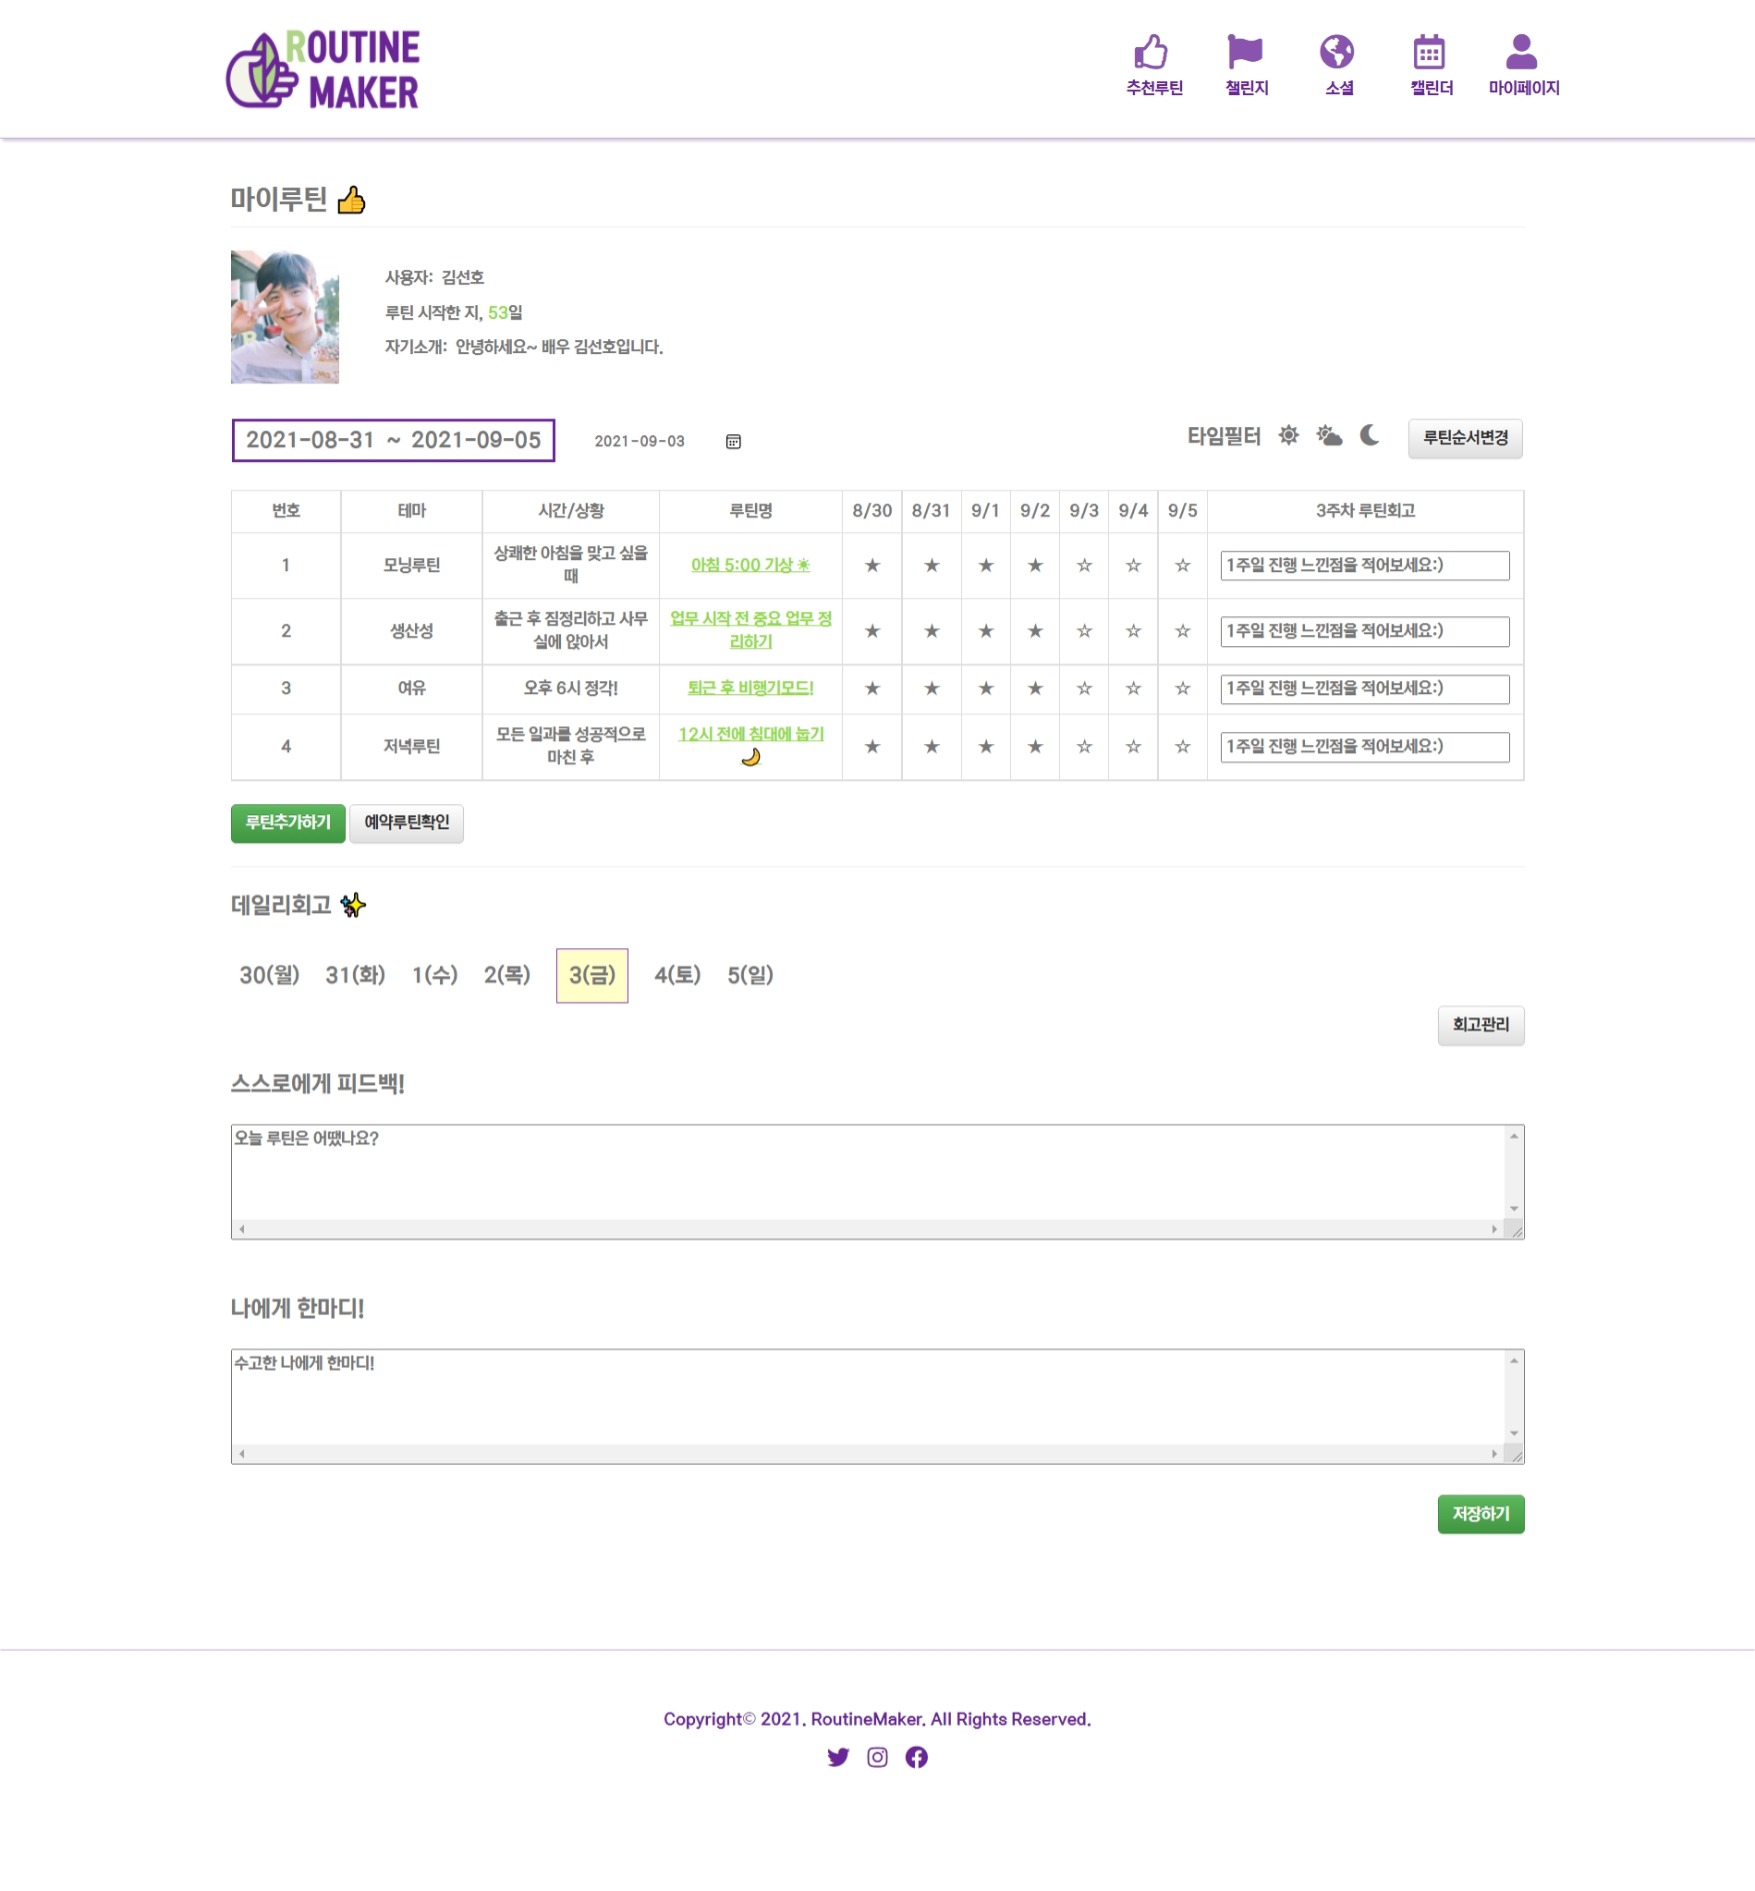 ROUTINE
MAKER
추천루틴 챌린지 소셜 캘린더 마이페이지
마이루틴
사용자: 김선호
루틴 시작한 지, 53일
자기소개: 안녕하세요~ 배우 김선호입니다.
2021-08-31 ~ 2021-09-05 2021-09-03 타임필터 루틴순서변경
번호 테마 시간/상황 루틴명 8/30 8/31 9/1 9/2 9/3 9/4 9/5 3주차 루틴회고
1 모닝루틴 상쾌한 아침을 맞고 싶을 때 아침 5:00 기상☀ ★ ★ ★ ★ ☆ ☆ ☆ 1주일 진행 느낀점을 적어보세요:)
2 생산성 출근 후 짐정리하고 사무실에 앉아서 업무 시작 전 중요 업무 정리하기 ★ ★ ★ ★ ☆ ☆ ☆ 1주일 진행 느낀점을 적어보세요:)
3 여유 오후 6시 정각! 퇴근 후 비행기모드! ★ ★ ★ ★ ☆ ☆ ☆ 1주일 진행 느낀점을 적어보세요:)
4 저녁루틴 모든 일과를 성공적으로 마친 후 12시 전에 침대에 눕기🌙 ★ ★ ★ ★ ☆ ☆ ☆ 1주일 진행 느낀점을 적어보세요:)
루틴추가하기 예약루틴확인
데일리회고
30(월) 31(화) 1(수) 2(목) 3(금) 4(토) 5(일)
회고관리
스스로에게 피드백!
오늘 루틴은 어땠나요?
나에게 한마디!
수고한 나에게 한마디!
저장하기
Copyright© 2021. RoutineMaker. All Rights Reserved.